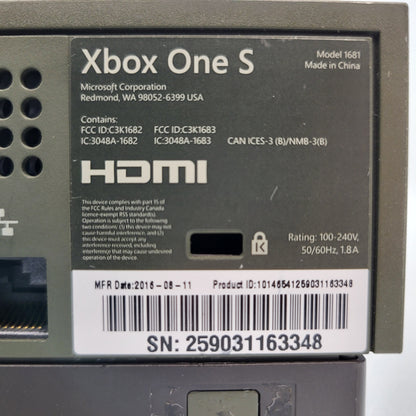 Xbox One S
Model 1681
Made in China
Microsoft Corporation
Redmond, WA 98052-6399 USA
Contains:
FCC ID:C3K1682 FCC ID:C3K1683
IC:3048A-1682 IC:3048A-1683 CAN ICES-3 (B)/NMB-3(B)
HDMI
This device complies with part 15 of
the FCC Rules and Industry Canada
licence-exempt RSS standard(s).
Operation is subject to the following
two conditions: (1) this device may not
cause harmful interference, and (2)
this device must accept any
interference received, including
interference that may cause undesired
operation of the device.
K
Rating: 100-240V,
50/60Hz, 1.8A
MFR Date:2016-08-11 Product ID:10146541259031163348
SN: 259031163348